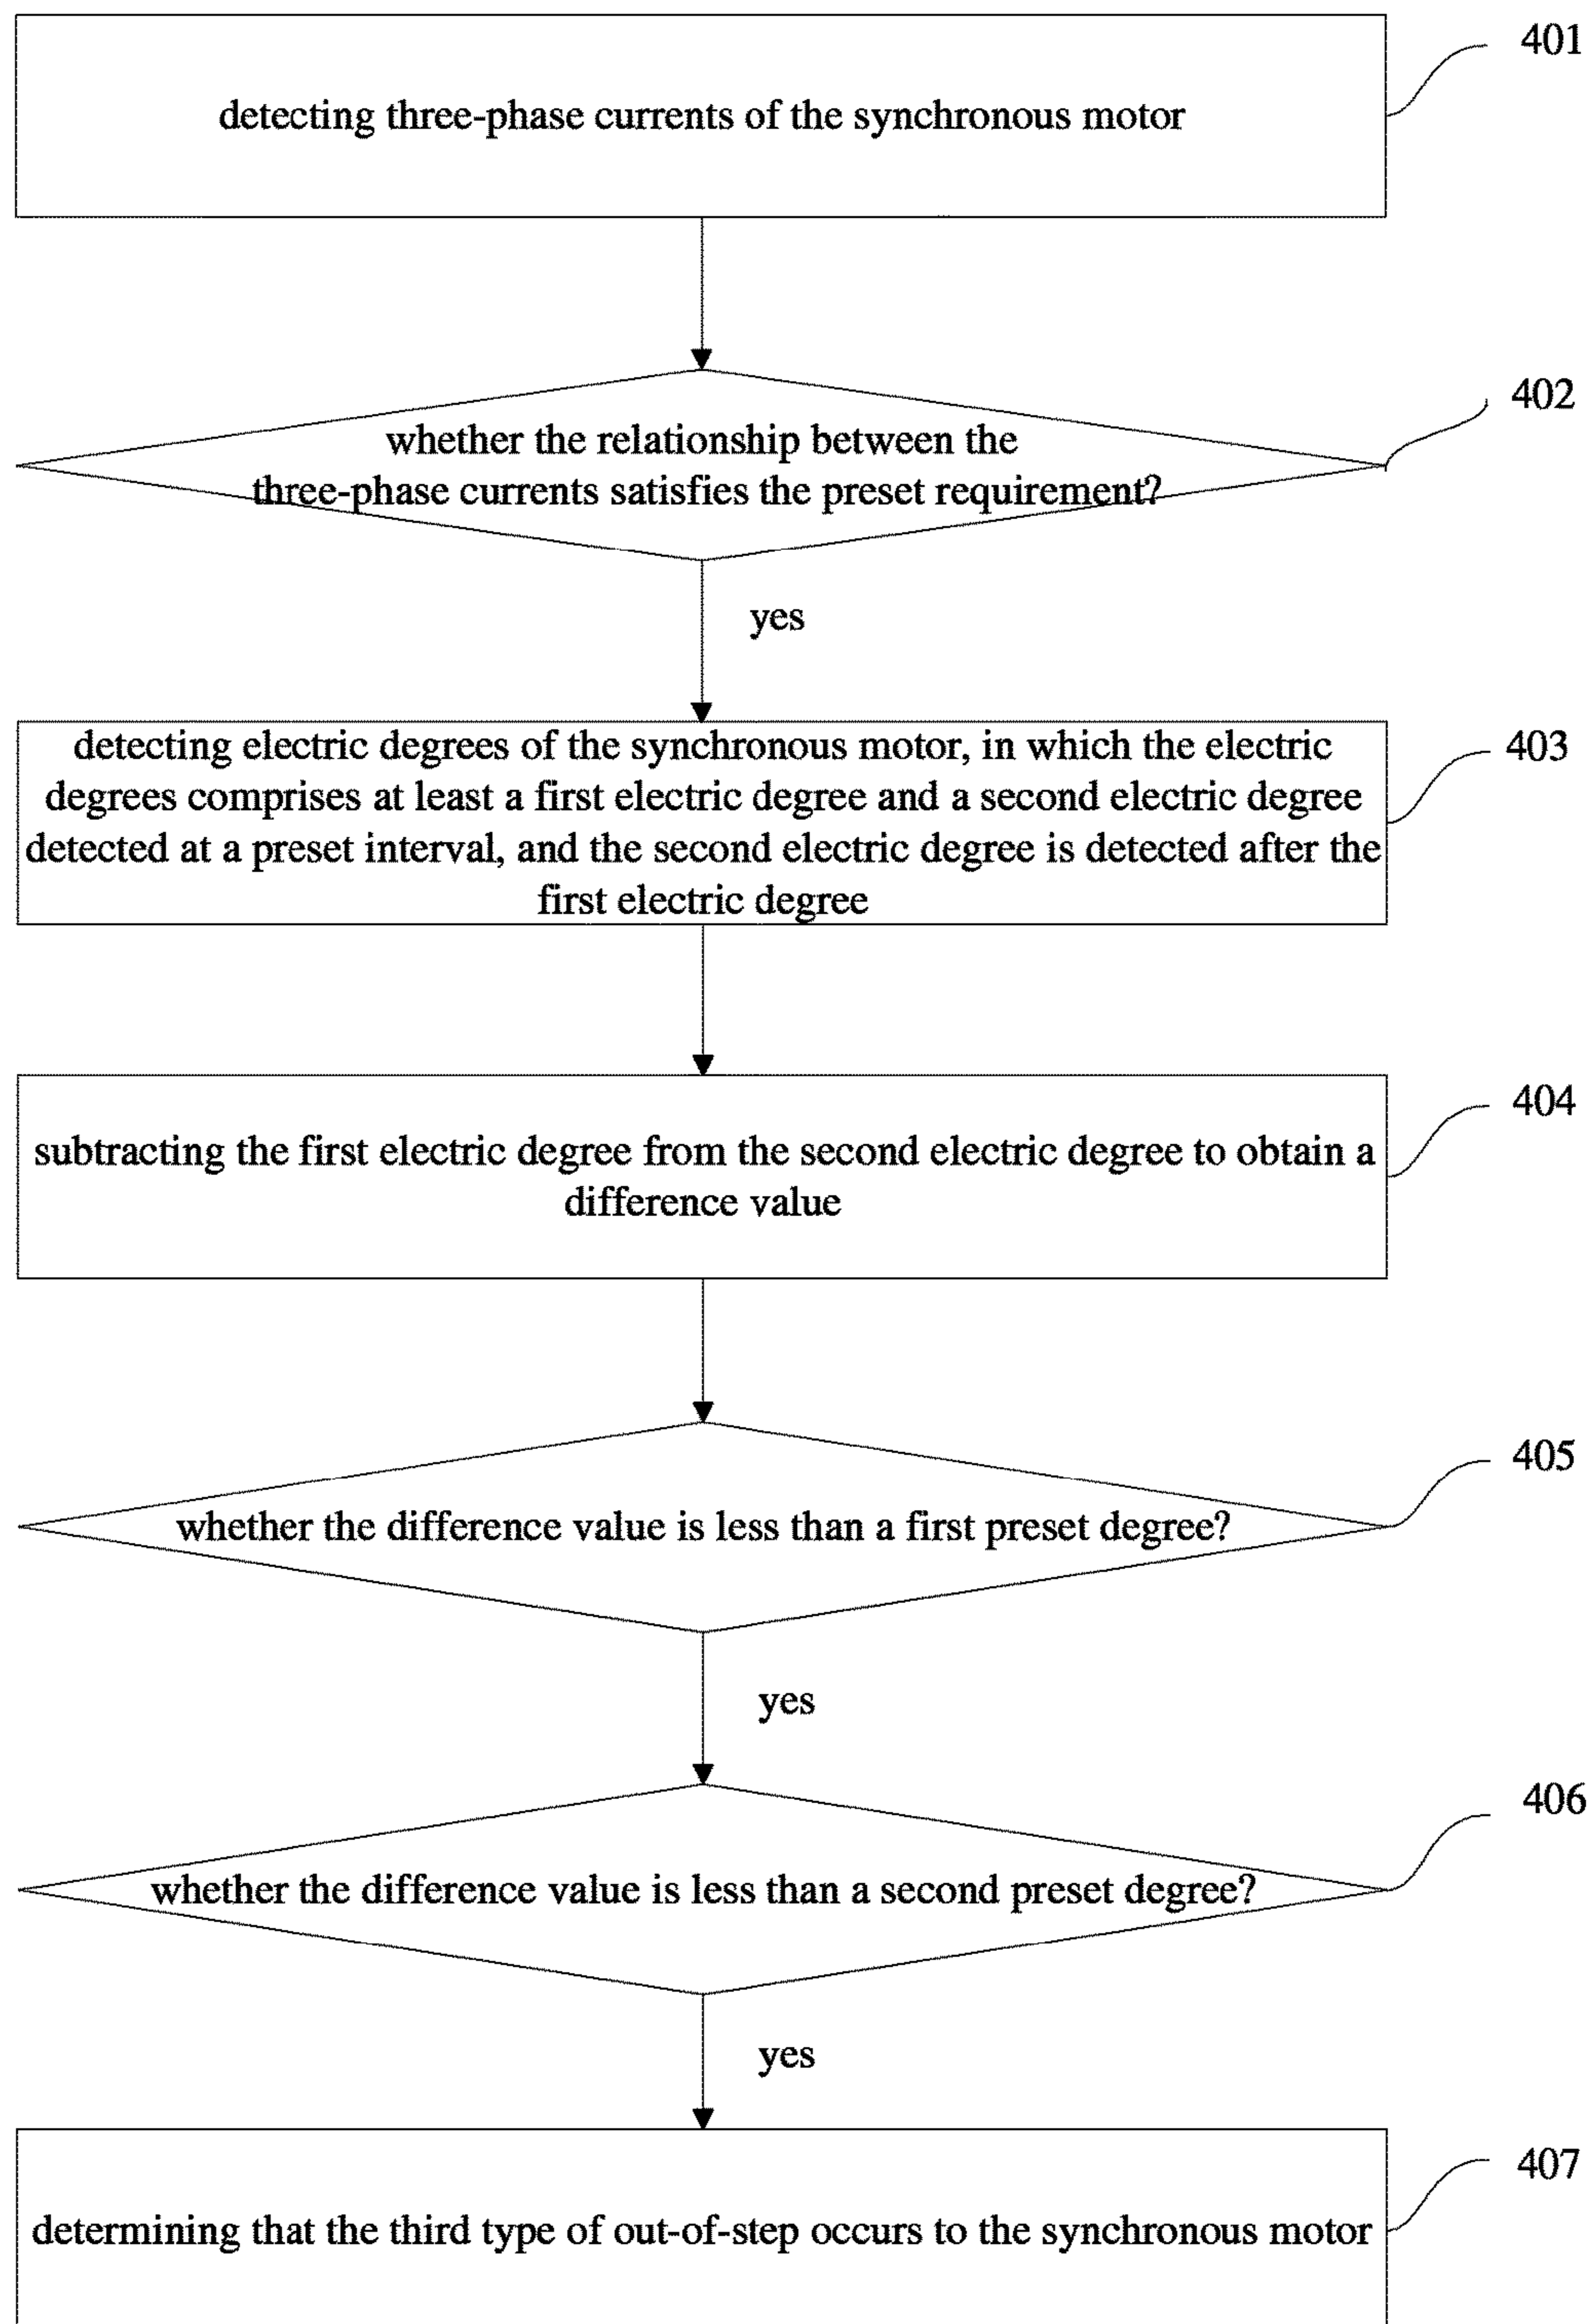 401
detecting three-phase currents of the synchronous motor
402
whether the relationship between the
three-phase currents satisfies the preset requirement?
yes
403
detecting electric degrees of the synchronous motor, in which the electric
degrees comprises at least a first electric degree and a second electric degree
detected at a preset interval, and the second electric degree is detected after the
first electric degree
404
subtracting the first electric degree from the second electric degree to obtain a
difference value
405
whether the difference value is less than a first preset degree?
yes
406
whether the difference value is less than a second preset degree?
yes
407
determining that the third type of out-of-step occurs to the synchronous motor